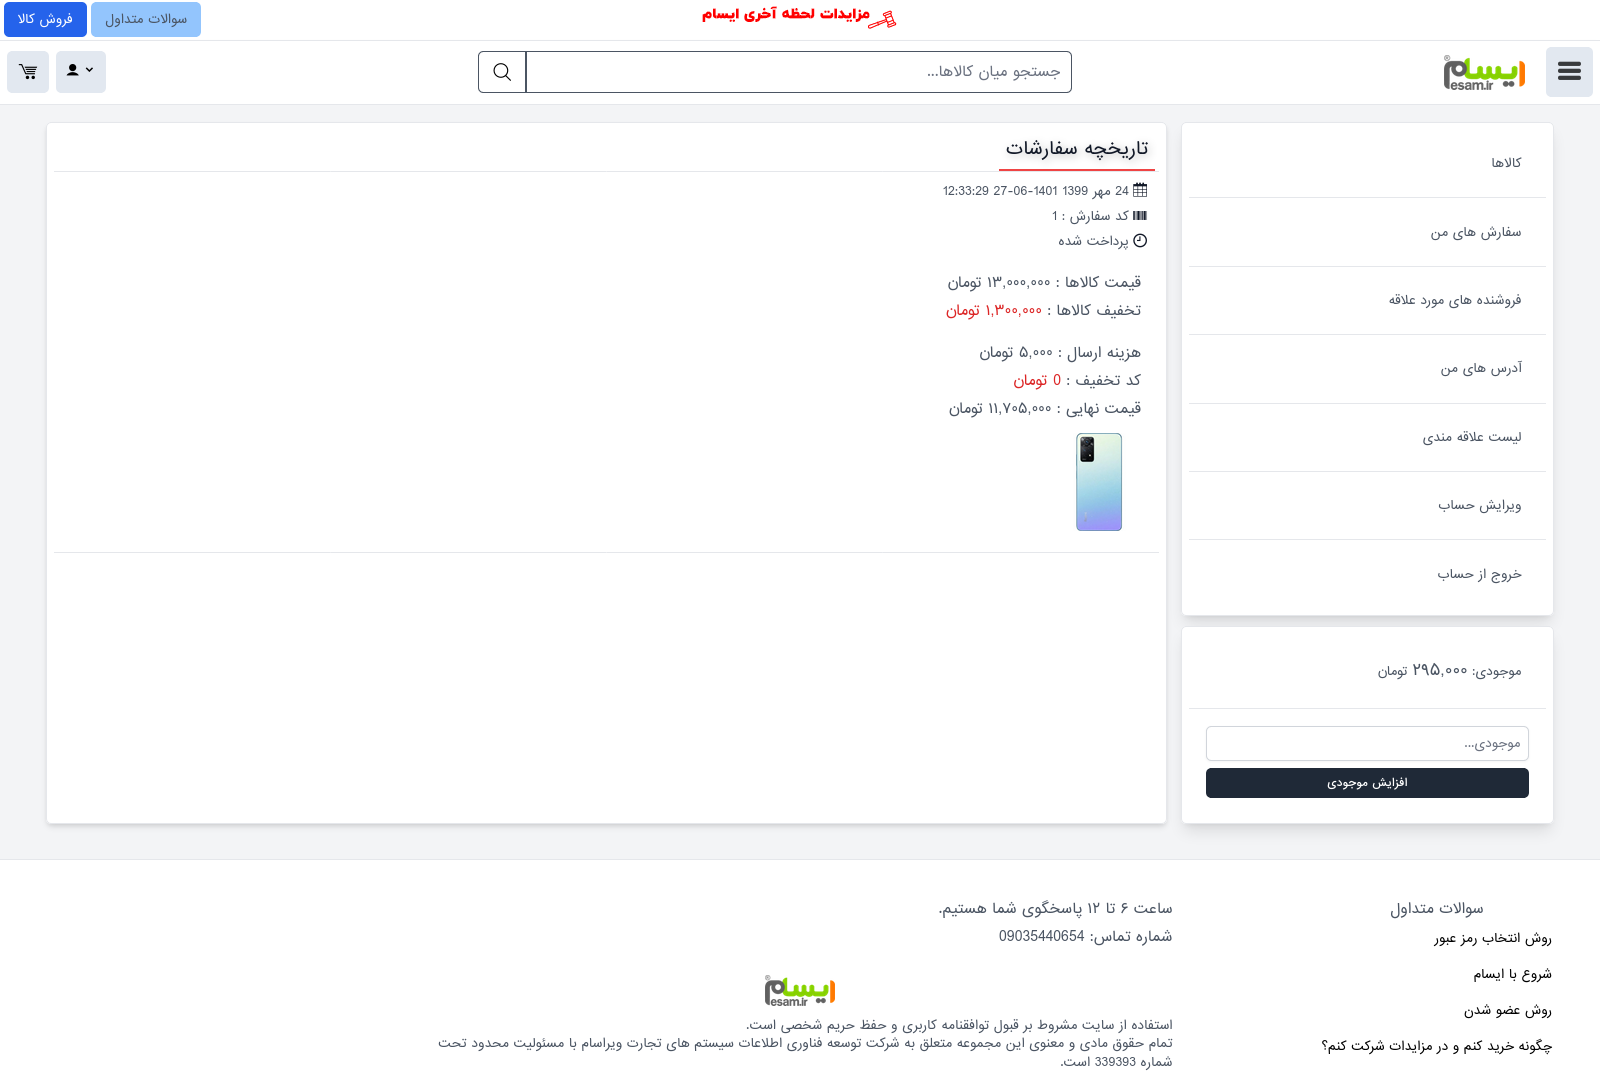 مزایدات لحظه آخری ایسام
سوالات متداول
فروش کالا
ایسام
esam.ir
جستجو میان کالاها...
کالاها
سفارش های من
فروشنده های مورد علاقه
آدرس های من
لیست علاقه مندی
ویرایش حساب
خروج از حساب
موجودی: ۲۹۵,۰۰۰ تومان
موجودی...
افزایش موجودی
تاریخچه سفارشات
24 مهر 1399 1401-06-27 12:33:29
کد سفارش : 1
پرداخت شده
قیمت کالاها : ۱۳,۰۰۰,۰۰۰ تومان
تخفیف کالاها : ۱,۳۰۰,۰۰۰ تومان
هزینه ارسال : ۵,۰۰۰ تومان
کد تخفیف : 0 تومان
قیمت نهایی : ۱۱,۷۰۵,۰۰۰ تومان
سوالات متداول
روش انتخاب رمز عبور
شروع با ایسام
روش عضو شدن
چگونه خرید کنم و در مزایدات شرکت کنم؟
ساعت ۶ تا ۱۲ پاسخگوی شما هستیم.
شماره تماس: 09035440654
ایسام
esam.ir
استفاده از سایت مشروط بر قبول توافقنامه کاربری و حفظ حریم شخصی است.
تمام حقوق مادی و معنوی این مجموعه متعلق به شرکت توسعه فناوری اطلاعات سیستم های تجارت ویراسام با مسئولیت محدود تحت
شماره 339393 است.